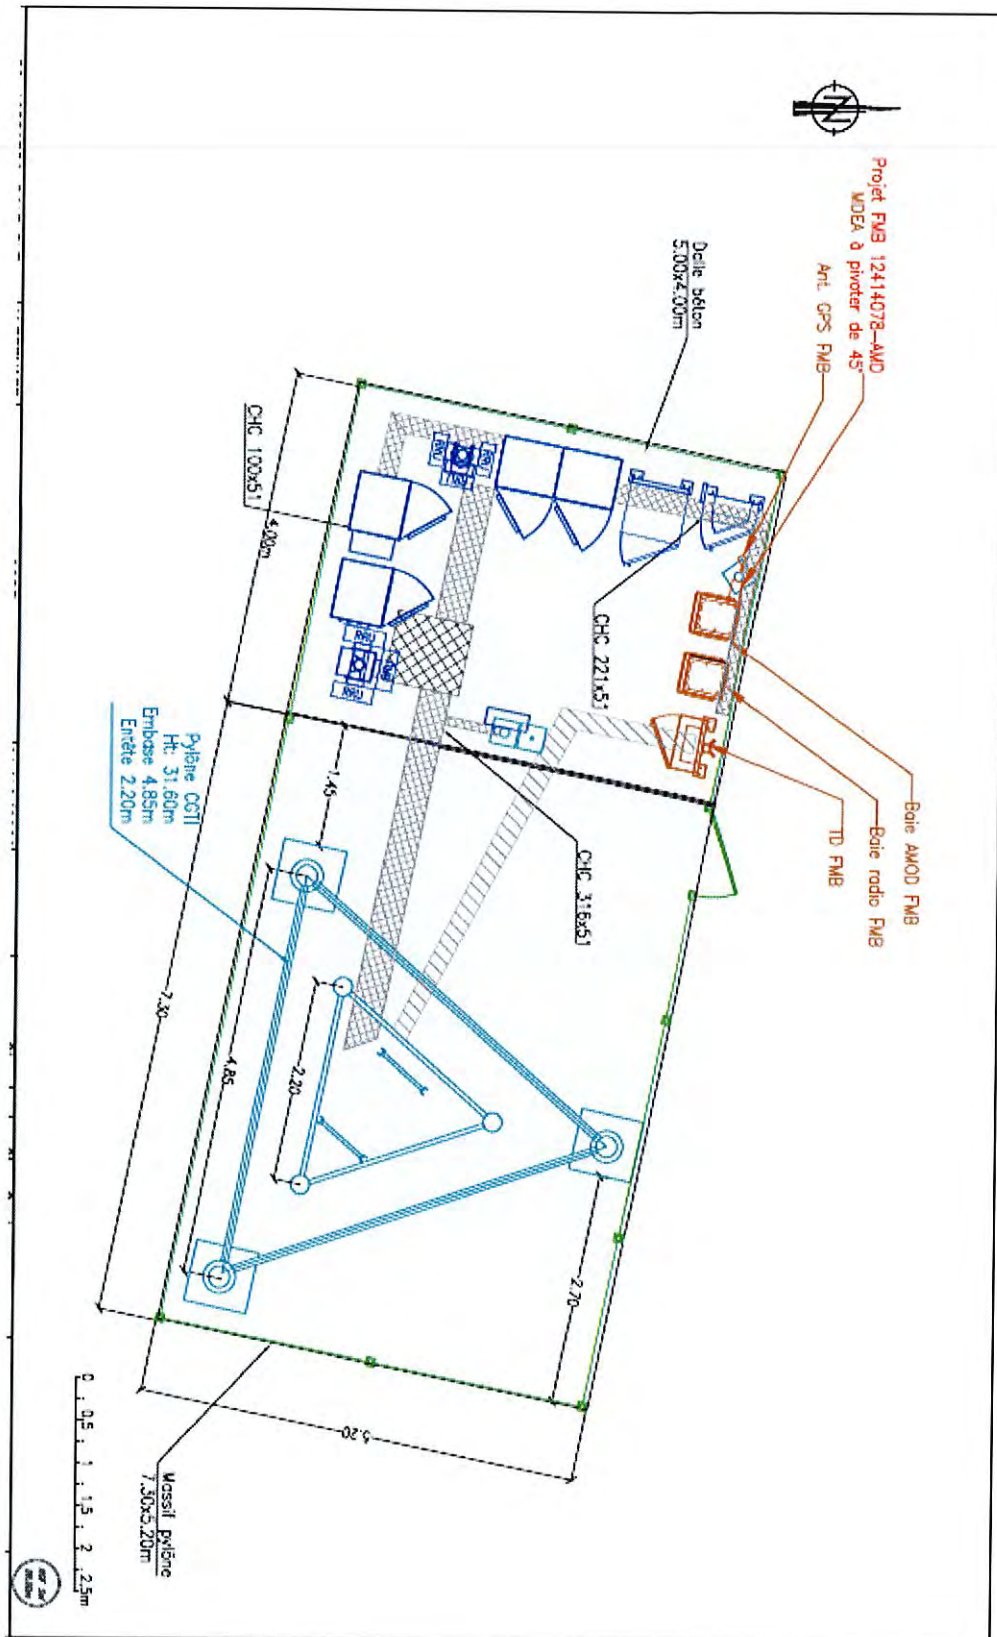 N
Projet FMB 12414078-AMD
MDEA à pivoter de 45°
Ant. GPS FMB
Dalle béton
5.00x4.00m
CHC 100x51
4.00m
CHC 221x51
Baie AMOD FMB
Baie radio FMB
TD FMB
CHC 316x51
Pylône CGTI
Ht: 31.60m
Embase 4.85m
Entête 2.20m
1.45
7.30
4.85
2.20
2.70
5.20
Massif pylône
7.30x5.20m
0 0.5 1 1.5 2 2.5m